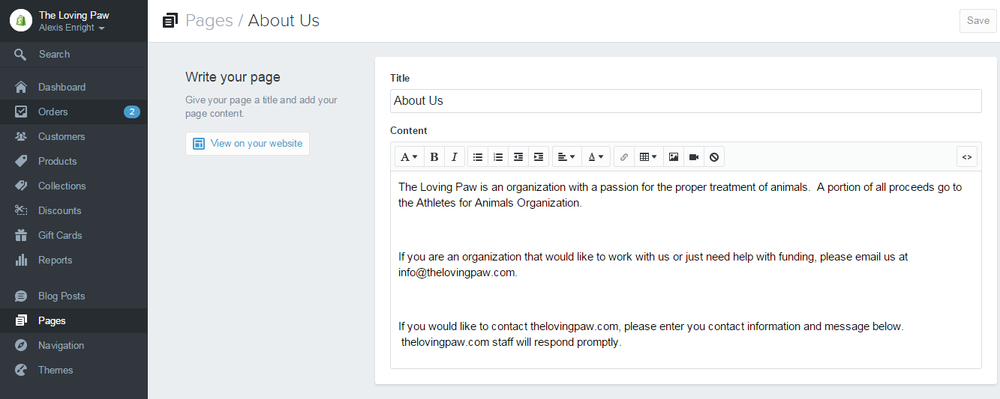 The Loving Paw
Alexis Enright
Search
Dashboard
Orders 2
Customers
Products
Collections
Discounts
Gift Cards
Reports
Blog Posts
Pages
Navigation
Themes
Pages / About Us
Save
Write your page
Give your page a title and add your
page content.
View on your website
Title
About Us
Content
A B I A <>
The Loving Paw is an organization with a passion for the proper treatment of animals.  A portion of all proceeds go to
the Athletes for Animals Organization.
If you are an organization that would like to work with us or just need help with funding, please email us at
info@thelovingpaw.com.
If you would like to contact thelovingpaw.com, please enter you contact information and message below.
thelovingpaw.com staff will respond promptly.